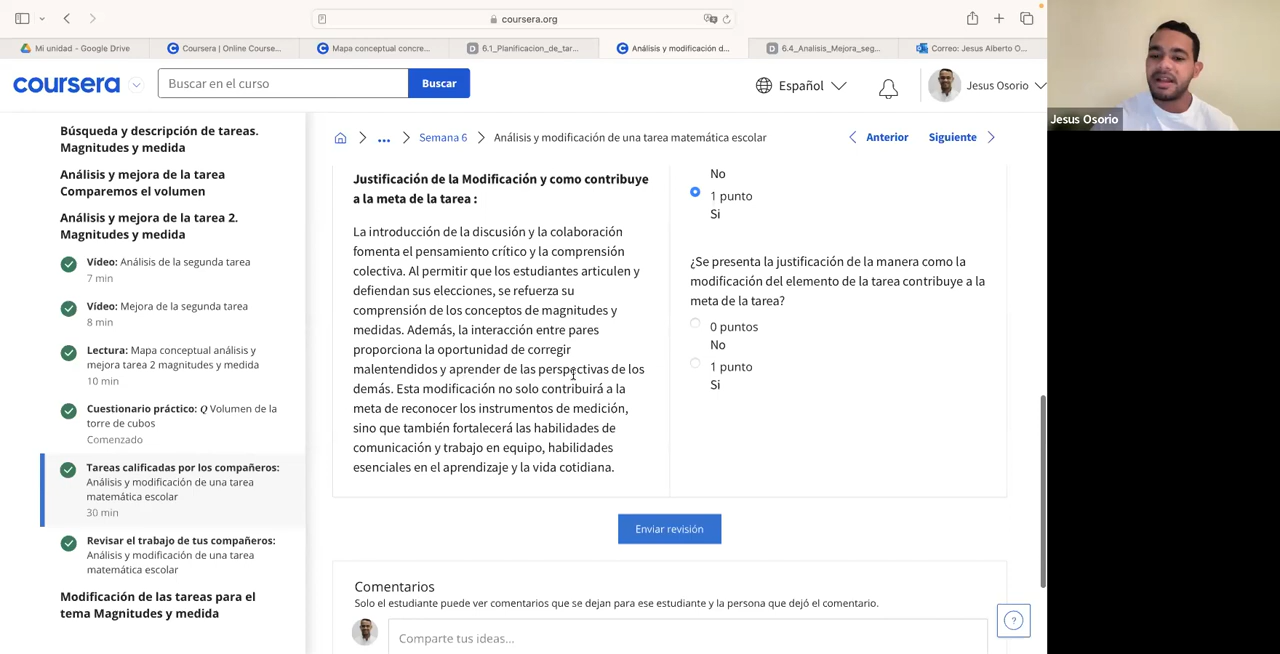 coursera.org
Mi unidad - Google Drive
Coursera | Online Course...
Mapa conceptual concre...
6.1_Planificacion_de_tar...
Análisis y modificación d...
6.4_Analisis_Mejora_seg...
Correo: Jesus Alberto O...
coursera
Buscar en el curso
Buscar
Español
Jesus Osorio
Jesus Osorio
Búsqueda y descripción de tareas.
Magnitudes y medida
Análisis y mejora de la tarea
Comparemos el volumen
Análisis y mejora de la tarea 2.
Magnitudes y medida
Vídeo: Análisis de la segunda tarea
7 min
Vídeo: Mejora de la segunda tarea
8 min
Lectura: Mapa conceptual análisis y
mejora tarea 2 magnitudes y medida
10 min
Cuestionario práctico: Q Volumen de la
torre de cubos
Comenzado
Tareas calificadas por los compañeros:
Análisis y modificación de una tarea
matemática escolar
30 min
Revisar el trabajo de tus compañeros:
Análisis y modificación de una tarea
matemática escolar
Modificación de las tareas para el
tema Magnitudes y medida
... Semana 6 Análisis y modificación de una tarea matemática escolar
Anterior Siguiente
Justificación de la Modificación y como contribuye
a la meta de la tarea :
La introducción de la discusión y la colaboración
fomenta el pensamiento crítico y la comprensión
colectiva. Al permitir que los estudiantes articulen y
defiendan sus elecciones, se refuerza su
comprensión de los conceptos de magnitudes y
medidas. Además, la interacción entre pares
proporciona la oportunidad de corregir
malentendidos y aprender de las perspectivas de los
demás. Esta modificación no solo contribuirá a la
meta de reconocer los instrumentos de medición,
sino que también fortalecerá las habilidades de
comunicación y trabajo en equipo, habilidades
esenciales en el aprendizaje y la vida cotidiana.
No
1 punto
Si
¿Se presenta la justificación de la manera como la
modificación del elemento de la tarea contribuye a la
meta de la tarea?
0 puntos
No
1 punto
Si
Enviar revisión
Comentarios
Solo el estudiante puede ver comentarios que se dejan para ese estudiante y la persona que dejó el comentario.
Comparte tus ideas...
?